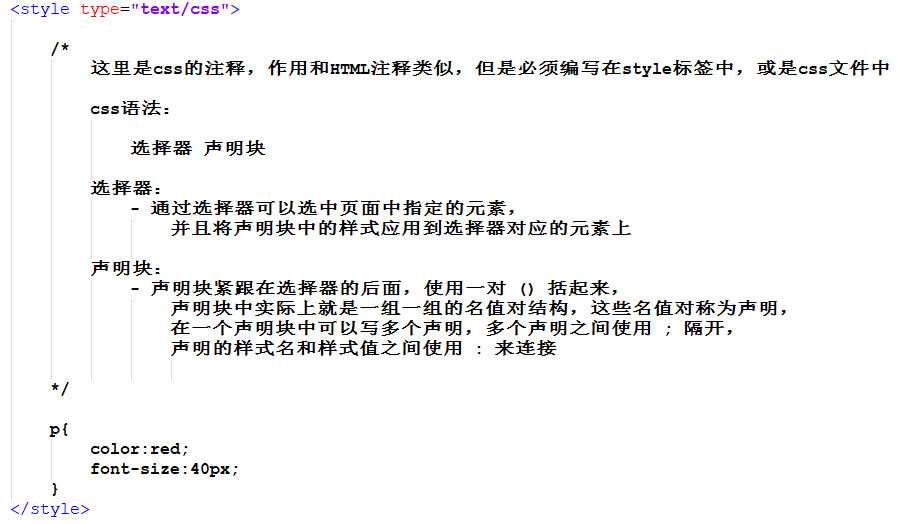 <style type="text/css">
/*
这里是css的注释，作用和HTML注释类似，但是必须编写在style标签中，或是css文件中
css语法：
选择器 声明块
选择器：
- 通过选择器可以选中页面中指定的元素，
并且将声明块中的样式应用到选择器对应的元素上
声明块：
- 声明块紧跟在选择器的后面，使用一对 () 括起来，
声明块中实际上就是一组一组的名值对结构，这些名值对称为声明，
在一个声明块中可以写多个声明，多个声明之间使用 ; 隔开，
声明的样式名和样式值之间使用 : 来连接
*/
p{
color:red;
font-size:40px;
}
</style>